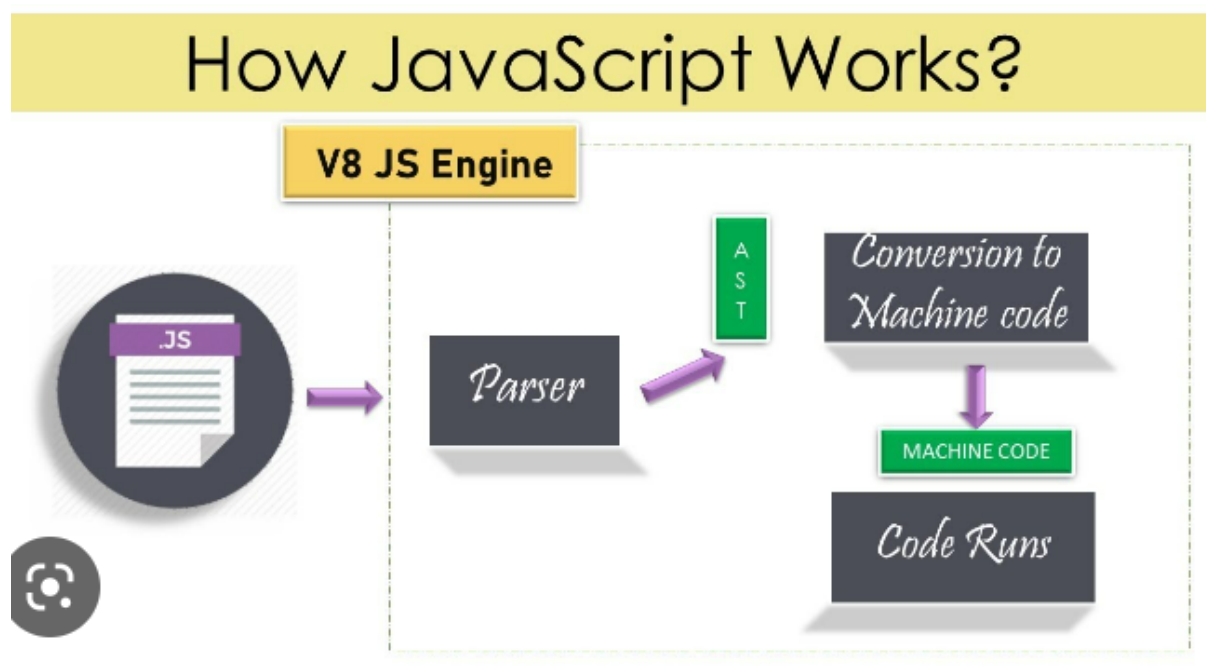 How JavaScript Works?
V8 JS Engine
.JS
Parser
A
S
T
Conversion to
Machine code
MACHINE CODE
Code Runs